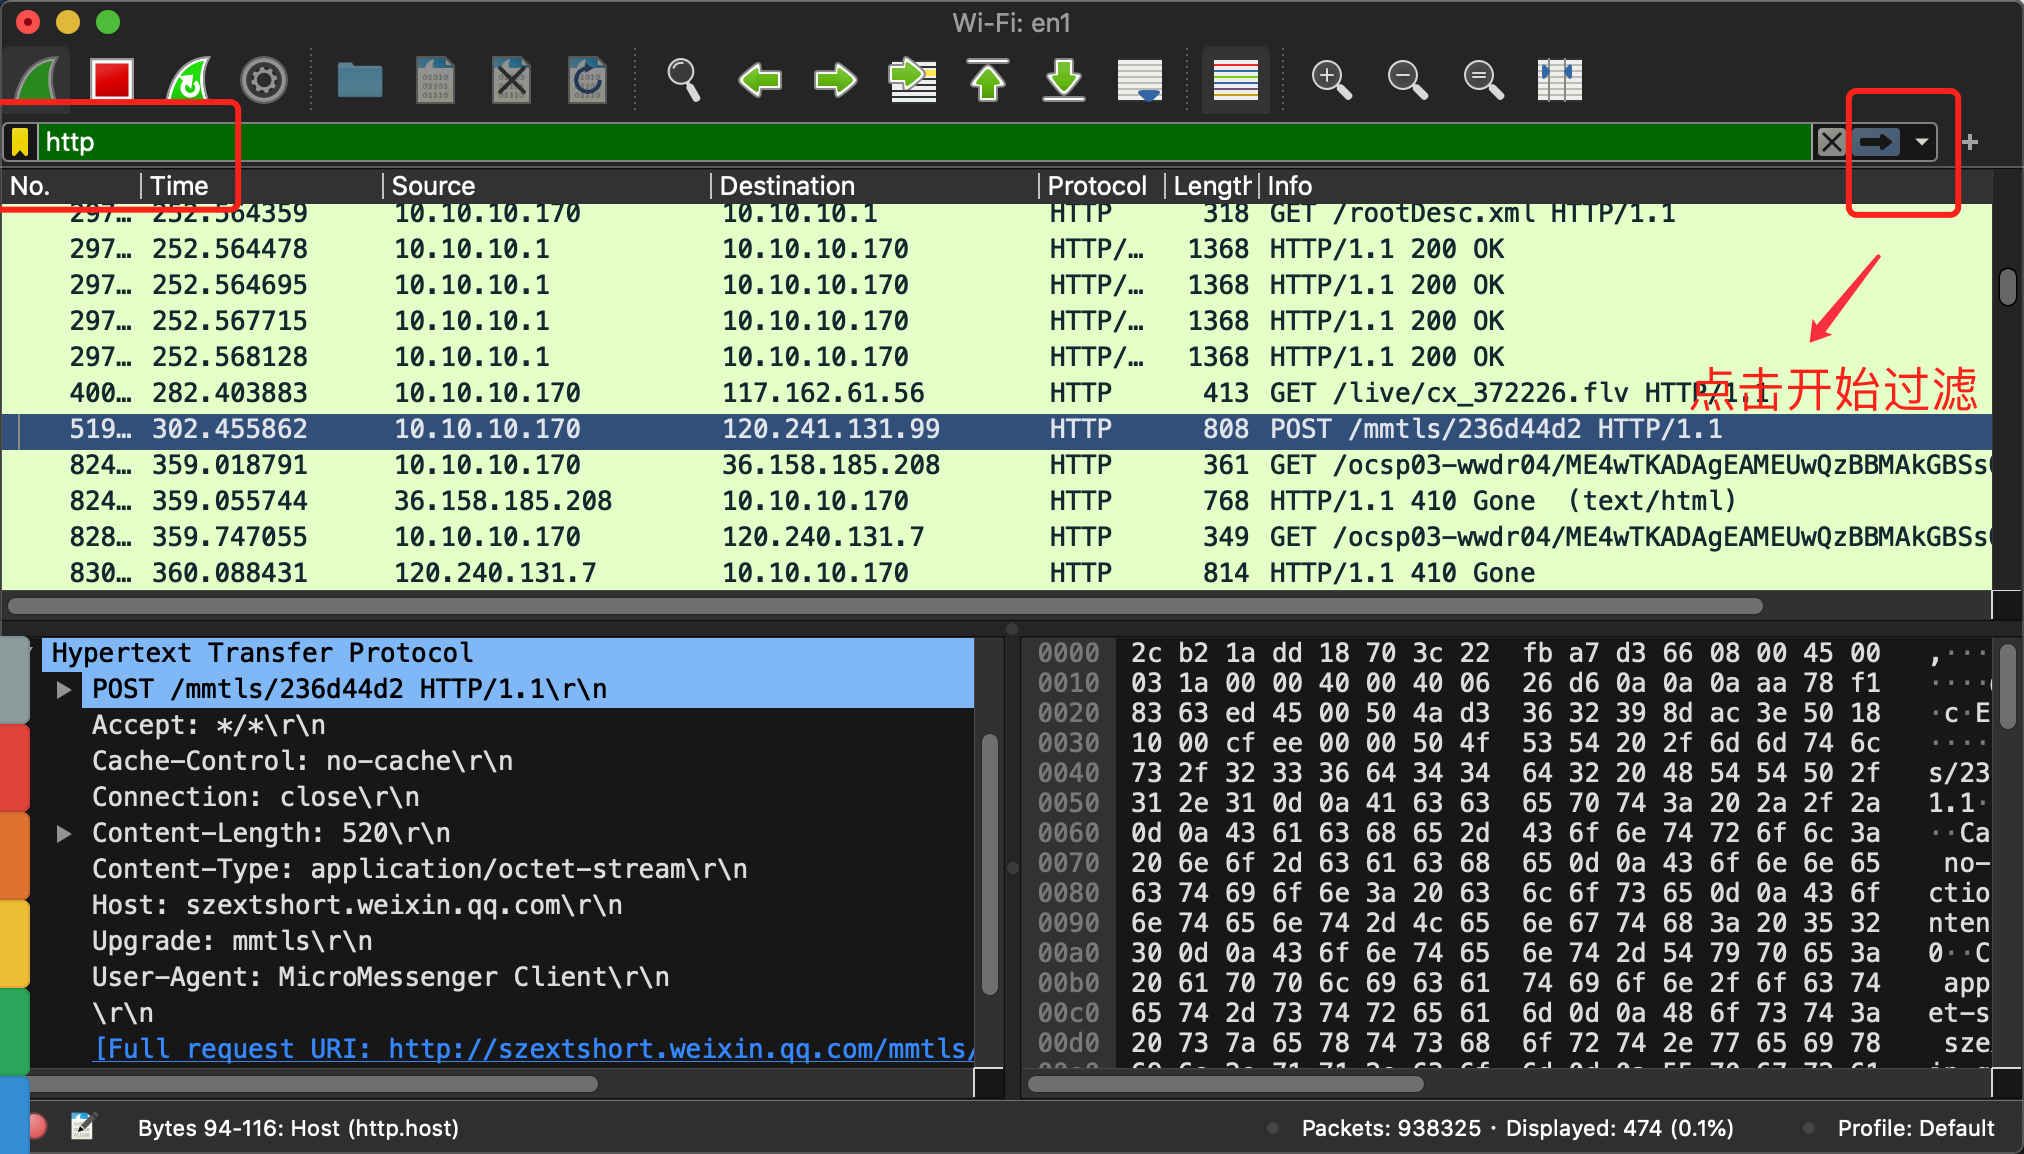 Wi-Fi: en1
http
No. Time Source Destination Protocol Length Info
297… 252.564359 10.10.10.170 10.10.10.1 HTTP 318 GET /rootDesc.xml HTTP/1.1
297… 252.564478 10.10.10.1 10.10.10.170 HTTP/… 1368 HTTP/1.1 200 OK
297… 252.564695 10.10.10.1 10.10.10.170 HTTP/… 1368 HTTP/1.1 200 OK
297… 252.567715 10.10.10.1 10.10.10.170 HTTP/… 1368 HTTP/1.1 200 OK
297… 252.568128 10.10.10.1 10.10.10.170 HTTP/… 1368 HTTP/1.1 200 OK
400… 282.403883 10.10.10.170 117.162.61.56 HTTP 413 GET /live/cx_372226.flv HTTP/1.1
点击开始过滤
519… 302.455862 10.10.10.170 120.241.131.99 HTTP 808 POST /mmtls/236d44d2 HTTP/1.1
824… 359.018791 10.10.10.170 36.158.185.208 HTTP 361 GET /ocsp03-wwdr04/ME4wTKADAgEAMEUwQzBBMAkGBSs
824… 359.055744 36.158.185.208 10.10.10.170 HTTP 768 HTTP/1.1 410 Gone (text/html)
828… 359.747055 10.10.10.170 120.240.131.7 HTTP 349 GET /ocsp03-wwdr04/ME4wTKADAgEAMEUwQzBBMAkGBSs
830… 360.088431 120.240.131.7 10.10.10.170 HTTP 814 HTTP/1.1 410 Gone
Hypertext Transfer Protocol
POST /mmtls/236d44d2 HTTP/1.1\r\n
Accept: */*\r\n
Cache-Control: no-cache\r\n
Connection: close\r\n
Content-Length: 520\r\n
Content-Type: application/octet-stream\r\n
Host: szextshort.weixin.qq.com\r\n
Upgrade: mmtls\r\n
User-Agent: MicroMessenger Client\r\n
\r\n
[Full request URI: http://szextshort.weixin.qq.com/mmtls/
0000 2c b2 1a dd 18 70 3c 22 fb a7 d3 66 08 00 45 00 ,···
0010 03 1a 00 00 40 00 40 06 26 d6 0a 0a 0a aa 78 f1 ····
0020 83 63 ed 45 00 50 4a d3 36 32 39 8d ac 3e 50 18 ·c·E
0030 10 00 cf ee 00 00 50 4f 53 54 20 2f 6d 6d 74 6c ····
0040 73 2f 32 33 36 64 34 34 64 32 20 48 54 54 50 2f s/23
0050 31 2e 31 0d 0a 41 63 63 65 70 74 3a 20 2a 2f 2a 1.1·
0060 0d 0a 43 61 63 68 65 2d 43 6f 6e 74 72 6f 6c 3a ··Ca
0070 20 6e 6f 2d 63 61 63 68 65 0d 0a 43 6f 6e 6e 65 no-
0080 63 74 69 6f 6e 3a 20 63 6c 6f 73 65 0d 0a 43 6f ctio
0090 6e 74 65 6e 74 2d 4c 65 6e 67 74 68 3a 20 35 32 nten
00a0 30 0d 0a 43 6f 6e 74 65 6e 74 2d 54 79 70 65 3a 0··C
00b0 20 61 70 70 6c 69 63 61 74 69 6f 6e 2f 6f 63 74 app
00c0 65 74 2d 73 74 72 65 61 6d 0d 0a 48 6f 73 74 3a et-s
00d0 20 73 7a 65 78 74 73 68 6f 72 74 2e 77 65 69 78 sze
Bytes 94-116: Host (http.host)
Packets: 938325 · Displayed: 474 (0.1%)
Profile: Default